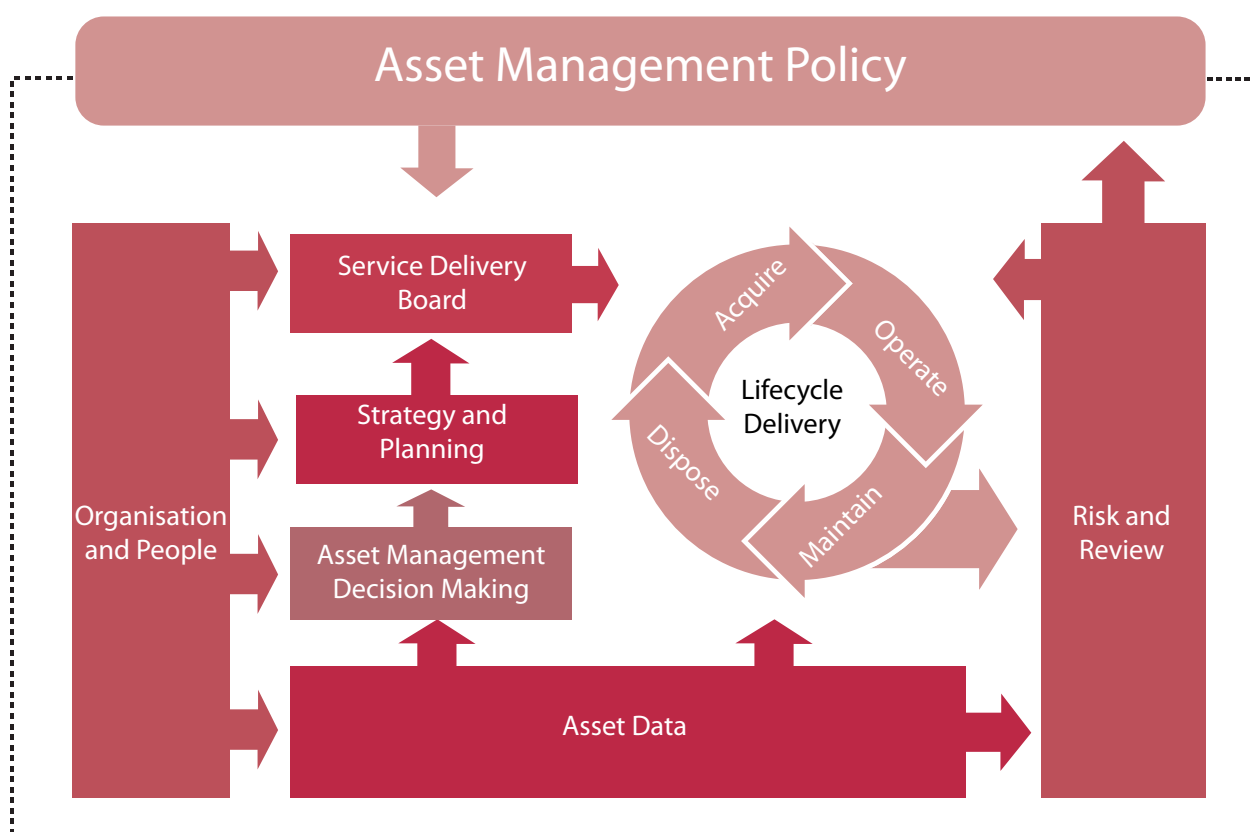 Asset Management Policy
Service Delivery
Board
Strategy and
Planning
Asset Management
Decision Making
Organisation
and People
Acquire
Operate
Maintain
Dispose
Lifecycle
Delivery
Risk and
Review
Asset Data